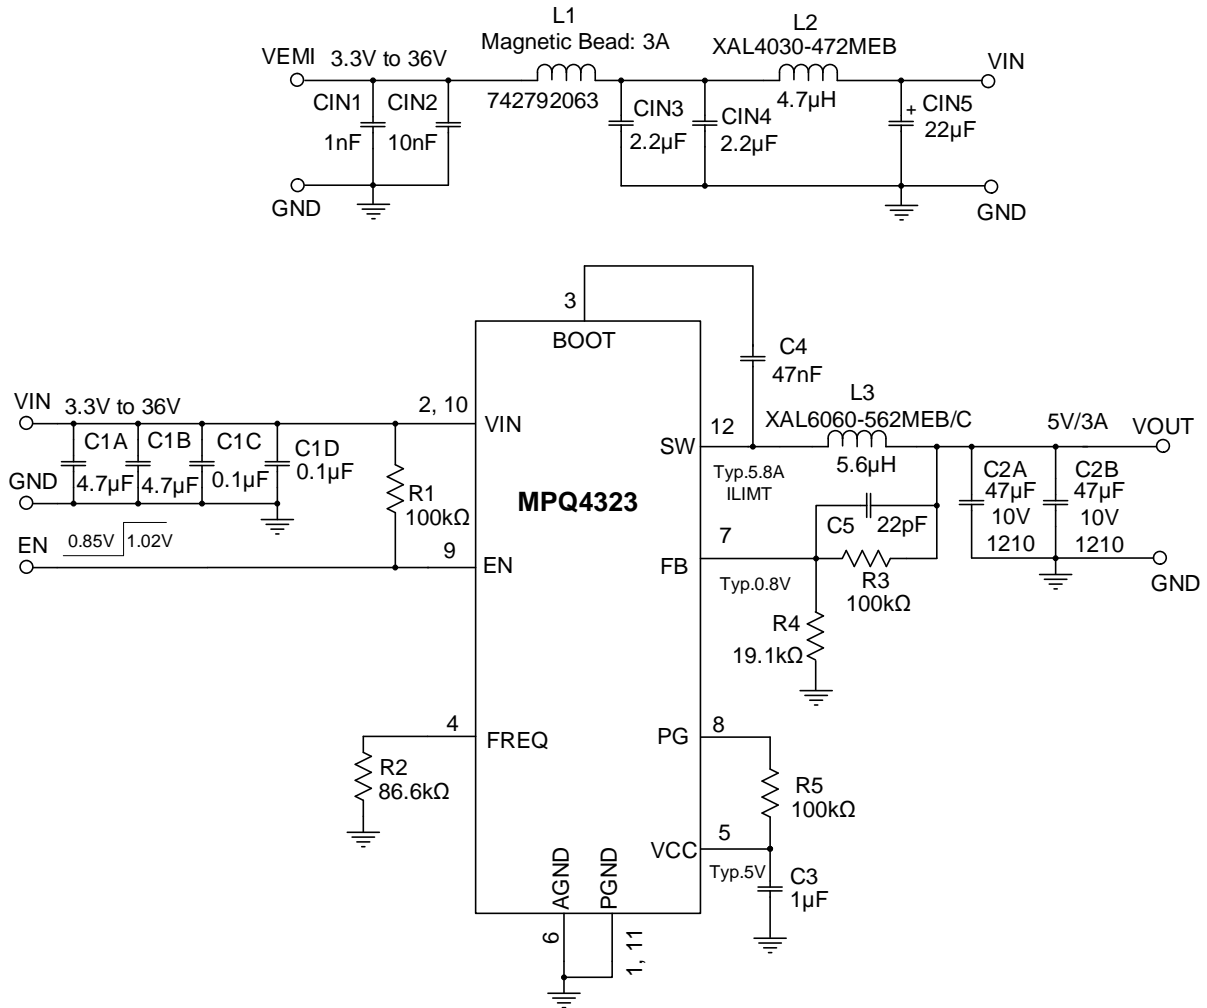 L1
Magnetic Bead: 3A
L2
XAL4030-472MEB
VEMI
3.3V to 36V
VIN
742792063
4.7µH
CIN1
1nF
CIN2
10nF
CIN3
2.2µF
CIN4
2.2µF
+
CIN5
22µF
GND
GND
3
BOOT
C4
47nF
VIN
3.3V to 36V
2, 10
VIN
C1A
4.7µF
C1B
4.7µF
C1C
0.1µF
C1D
0.1µF
GND
R1
100kΩ
EN
0.85V
1.02V
9
EN
MPQ4323
SW
12
Typ.5.8A
ILIMT
L3
XAL6060-562MEB/C
5.6µH
5V/3A
VOUT
C2A
47µF
10V
1210
C2B
47µF
10V
1210
GND
C5
22pF
7
FB
Typ.0.8V
R3
100kΩ
R4
19.1kΩ
4
FREQ
R2
86.6kΩ
PG
8
R5
100kΩ
VCC
5
Typ.5V
C3
1µF
AGND
PGND
6
1, 11